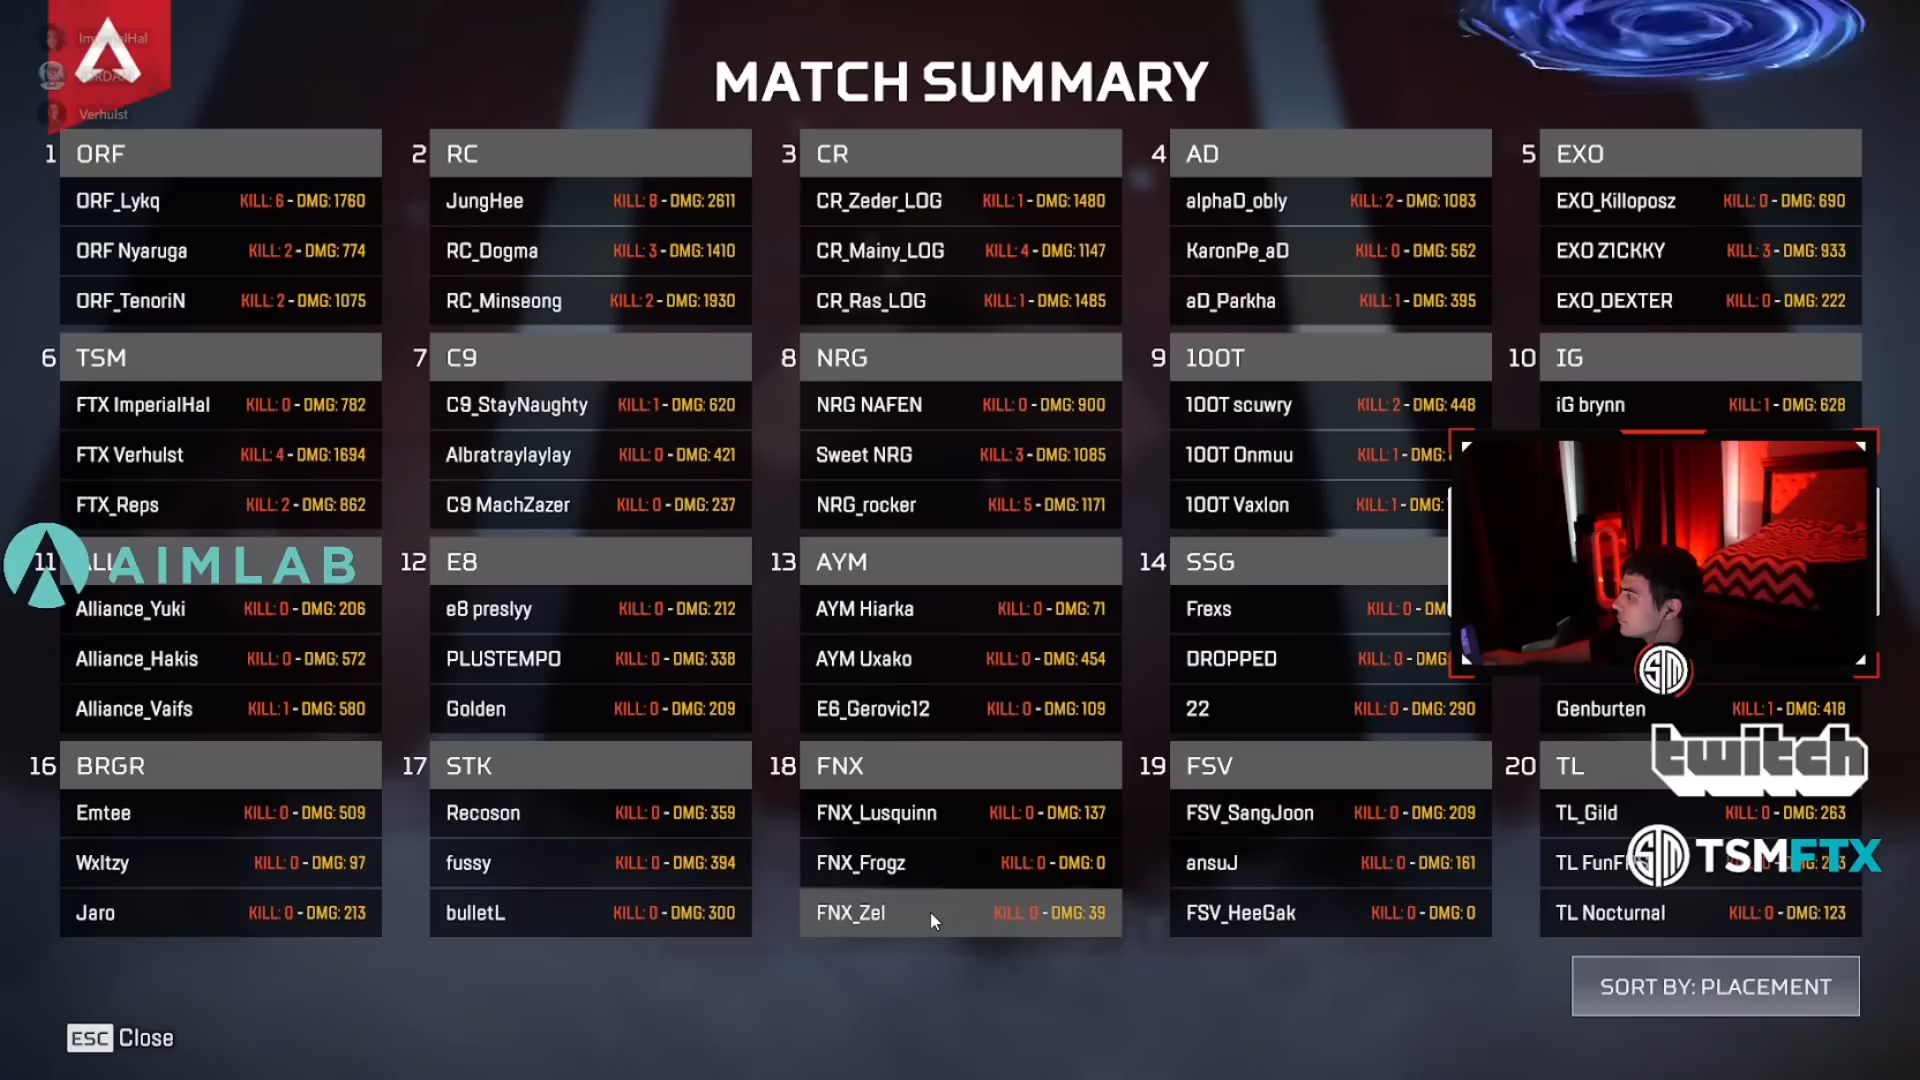 ImperialHal
JORDAN
Verhulst
MATCH SUMMARY
1 ORF
ORF_Lykq KILL: 6 - DMG: 1760
ORF Nyaruga KILL: 2 - DMG: 774
ORF_TenoriN KILL: 2 - DMG: 1075
2 RC
JungHee KILL: 8 - DMG: 2611
RC_Dogma KILL: 3 - DMG: 1410
RC_Minseong KILL: 2 - DMG: 1930
3 CR
CR_Zeder_LOG KILL: 1 - DMG: 1480
CR_Mainy_LOG KILL: 4 - DMG: 1147
CR_Ras_LOG KILL: 1 - DMG: 1485
4 AD
alphaD_obly KILL: 2 - DMG: 1083
KaronPe_aD KILL: 0 - DMG: 562
aD_Parkha KILL: 1 - DMG: 395
5 EXO
EXO_Killoposz KILL: 0 - DMG: 690
EXO Z1CKKY KILL: 3 - DMG: 933
EXO_DEXTER KILL: 0 - DMG: 222
6 TSM
FTX ImperialHal KILL: 0 - DMG: 782
FTX Verhulst KILL: 4 - DMG: 1694
FTX_Reps KILL: 2 - DMG: 862
7 C9
C9_StayNaughty KILL: 1 - DMG: 620
Albratraylaylay KILL: 0 - DMG: 421
C9 MachZazer KILL: 0 - DMG: 237
8 NRG
NRG NAFEN KILL: 0 - DMG: 900
Sweet NRG KILL: 3 - DMG: 1085
NRG_rocker KILL: 5 - DMG: 1171
9 100T
100T scuwry KILL: 2 - DMG: 448
100T Onmuu KILL: 1 - DMG:
100T Vaxlon KILL: 1 - DMG:
10 IG
iG brynn KILL: 1 - DMG: 628
11 ALL
AIMLAB
Alliance_Yuki KILL: 0 - DMG: 206
Alliance_Hakis KILL: 0 - DMG: 572
Alliance_Vaifs KILL: 1 - DMG: 580
12 E8
e8 preslyy KILL: 0 - DMG: 212
PLUSTEMPO KILL: 0 - DMG: 338
Golden KILL: 0 - DMG: 209
13 AYM
AYM Hiarka KILL: 0 - DMG: 71
AYM Uxako KILL: 0 - DMG: 454
E6_Gerovic12 KILL: 0 - DMG: 109
14 SSG
Frexs KILL: 0 -
DROPPED KILL: 0 - DMG:
22 KILL: 0 - DMG: 290
TSM
Genburten KILL: 1 - DMG: 418
twitch
16 BRGR
Emtee KILL: 0 - DMG: 509
Wxltzy KILL: 0 - DMG: 97
Jaro KILL: 0 - DMG: 213
17 STK
Recoson KILL: 0 - DMG: 359
fussy KILL: 0 - DMG: 394
bulletL KILL: 0 - DMG: 300
18 FNX
FNX_Lusquinn KILL: 0 - DMG: 137
FNX_Frogz KILL: 0 - DMG: 0
FNX_Zel KILL: 0 - DMG: 39
19 FSV
FSV_SangJoon KILL: 0 - DMG: 209
ansuJ KILL: 0 - DMG: 161
FSV_HeeGak KILL: 0 - DMG: 0
20 TL
TL_Gild KILL: 0 - DMG: 263
TL
TSM TSMFTX
TL Nocturnal KILL: 0 - DMG: 123
SORT BY: PLACEMENT
ESC Close